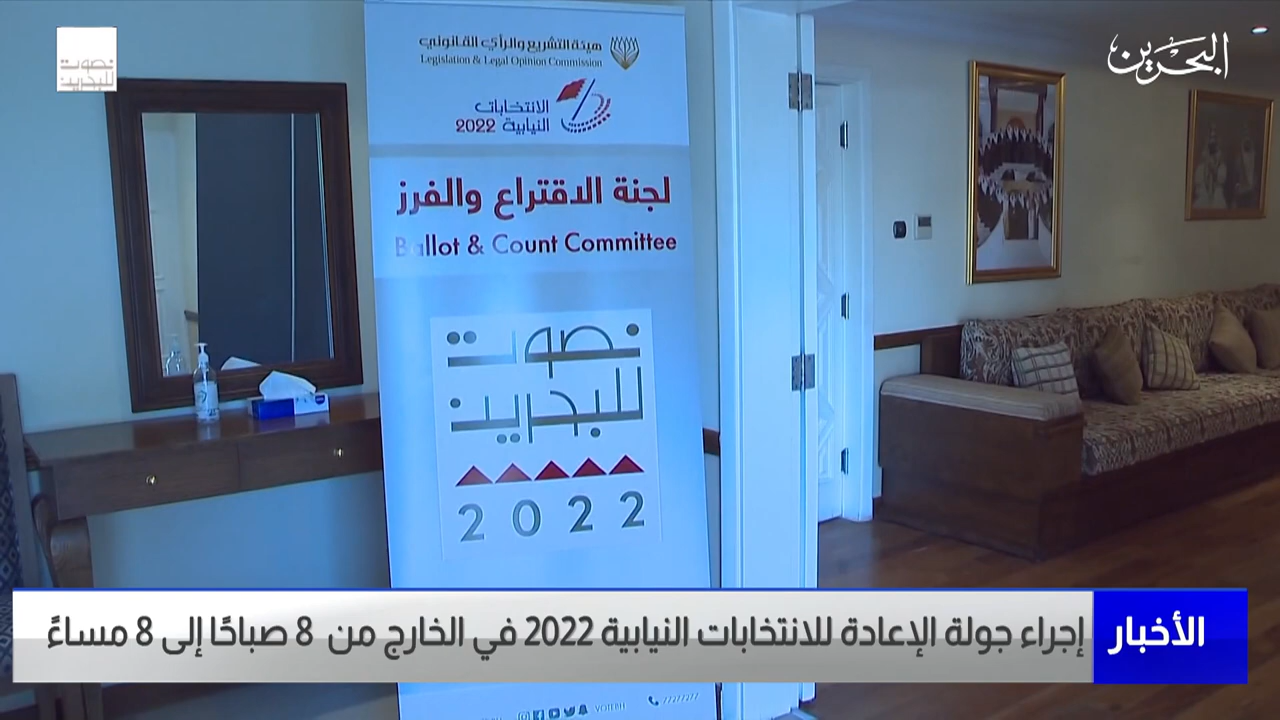 نصوت
للبحرين
البحرين
هيئة التشريع والرأي القانوني
Legislation & Legal Opinion Commission
الانتخابات
النيابية 2022
لجنة الاقتراع والفرز
Ballot & Count Committee
نصوت
للبحرين
2022
الأخبار
إجراء جولة الإعادة للانتخابات النيابية 2022 في الخارج من 8 صباحًا إلى 8 مساءً
VOTEBH
77277277